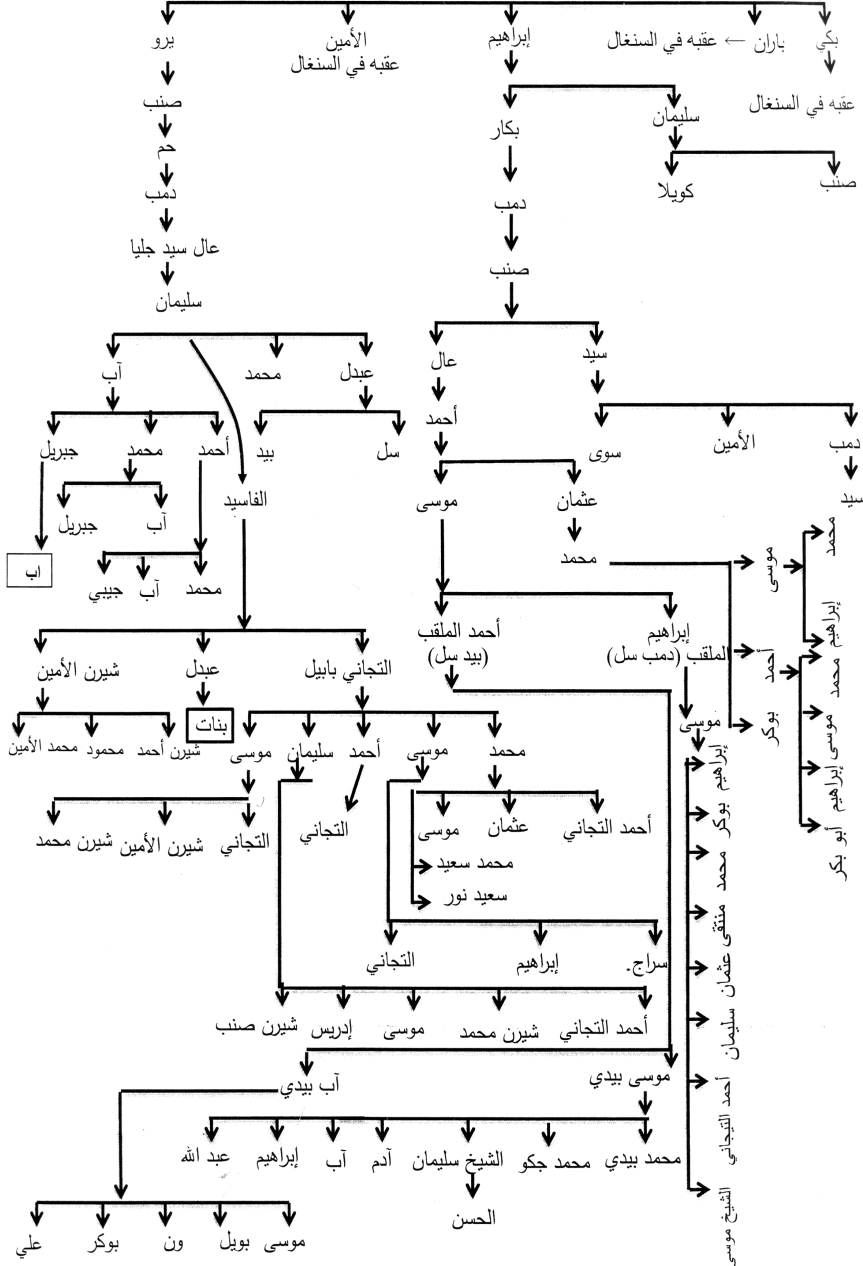 بكي
باران ← عقبه في السنغال
إبراهيم
الأمين
عقبه في السنغال
يرو
عقبه في السنغال
سليمان
بكار
صنب
كويلا
صنب
حم
دمب
عال سيد جليا
سليمان
دمب
صنب
سيد
عال
عبدل
محمد
آب
دمب
الأمين
سوى
أحمد
سل
بيد
أحمد
محمد
جبريل
سيد
عثمان
موسى
الفاسيد
آب
جبريل
محمد
اب
محمد
آب
جيبي
محمد
موسى
إبراهيم
أحمد
محمد
بوكر
موسى
إبراهيم
أبو بكر
إبراهيم
الملقب (دمب سل)
أحمد الملقب
(بيد سل)
التجاني بابيل
عبدل
شيرن الأمين
بنات
شيرن أحمد
محمود
محمد الأمين
موسى
محمد
موسى
أحمد
سليمان
موسى
إبراهيم
بوكر
محمد
منتقى
عثمان
سليمان
أحمد التيجاني
الشيخ موسى
أحمد التجاني
عثمان
موسى
محمد سعيد
سعيد نور
التجاني
التجاني
شيرن الأمين
شيرن محمد
سراج.
إبراهيم
التجاني
أحمد التجاني
شيرن محمد
موسى
إدريس
شيرن صنب
موسى بيدي
آب بيدي
محمد بيدي
محمد جكو
الشيخ سليمان
آدم
آب
إبراهيم
عبد الله
الحسن
موسى
بويل
ون
بوكر
علي